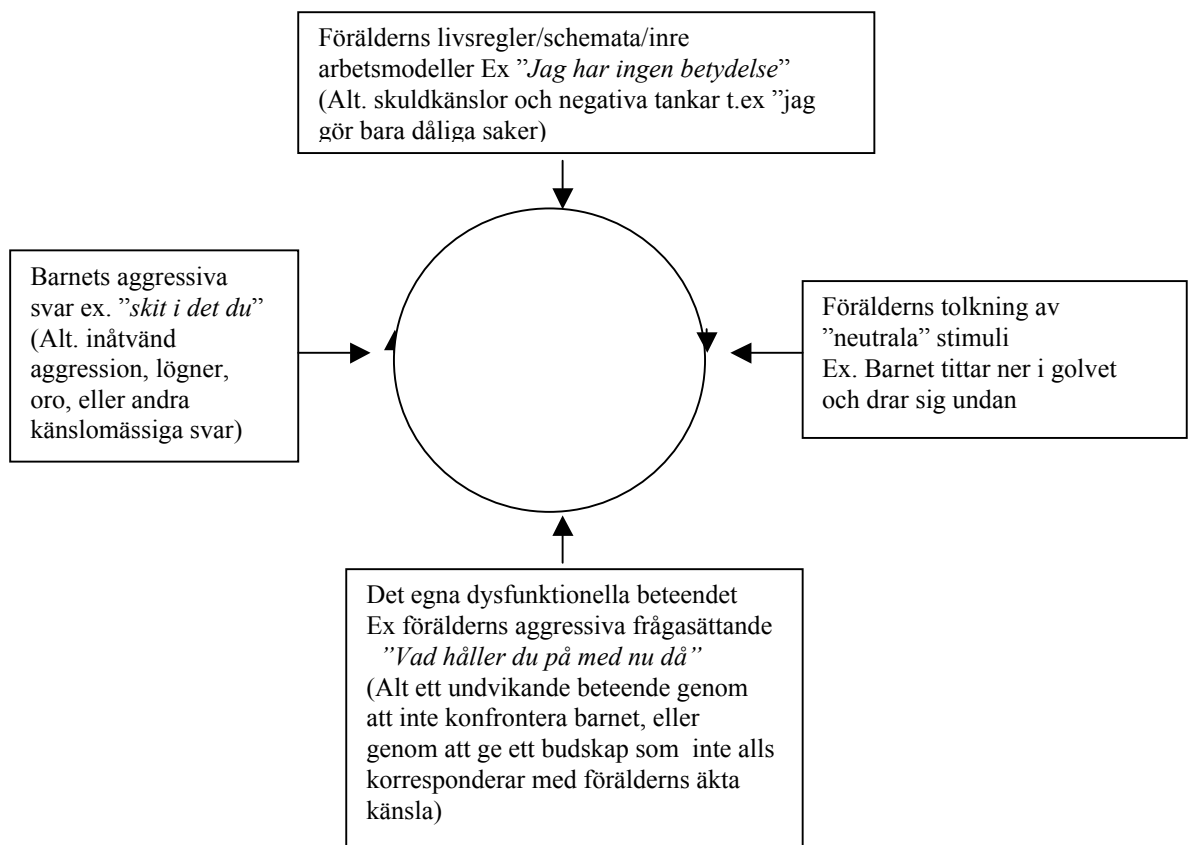 Förälderns livsregler/schemata/inre
arbetsmodeller Ex ”Jag har ingen betydelse”
(Alt. skuldkänslor och negativa tankar t.ex ”jag
gör bara dåliga saker)
Barnets aggressiva
svar ex. ”skit i det du”
(Alt. inåtvänd
aggression, lögner,
oro, eller andra
känslomässiga svar)
Förälderns tolkning av
”neutrala” stimuli
Ex. Barnet tittar ner i golvet
och drar sig undan
Det egna dysfunktionella beteendet
Ex förälderns aggressiva frågasättande
”Vad håller du på med nu då”
(Alt ett undvikande beteende genom
att inte konfrontera barnet, eller
genom att ge ett budskap som inte alls
korresponderar med förälderns äkta
känsla)